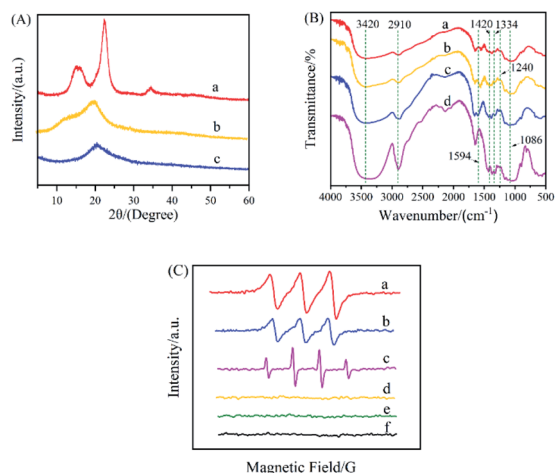 (A)
Intensity/(a.u.)
a
b
c
0 10 20 30 40 50 60
2θ/(Degree)
(B)
3420 2910 1420 1334
a
b
c
d
1240
1594
1086
Transmittance/%
4000 3500 3000 2500 2000 1500 1000 500
Wavenumber/(cm⁻¹)
(C)
Intensity/a.u.
a
b
c
d
e
f
Magnetic Field/G